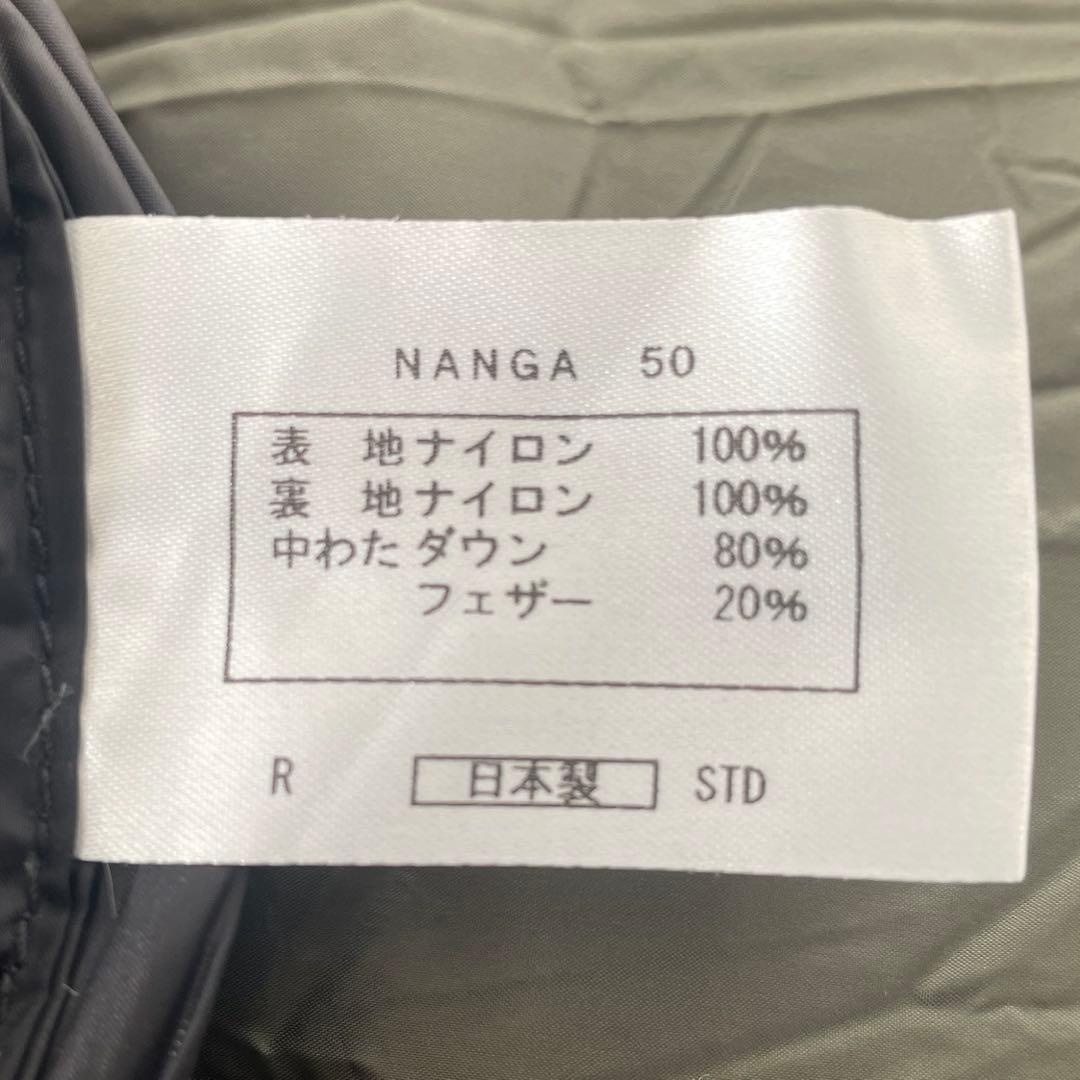 NANGA 50
表 地 ナイロン 100%
裏 地 ナイロン 100%
中わた ダウン 80%
フェザー 20%
R 日本製 STD